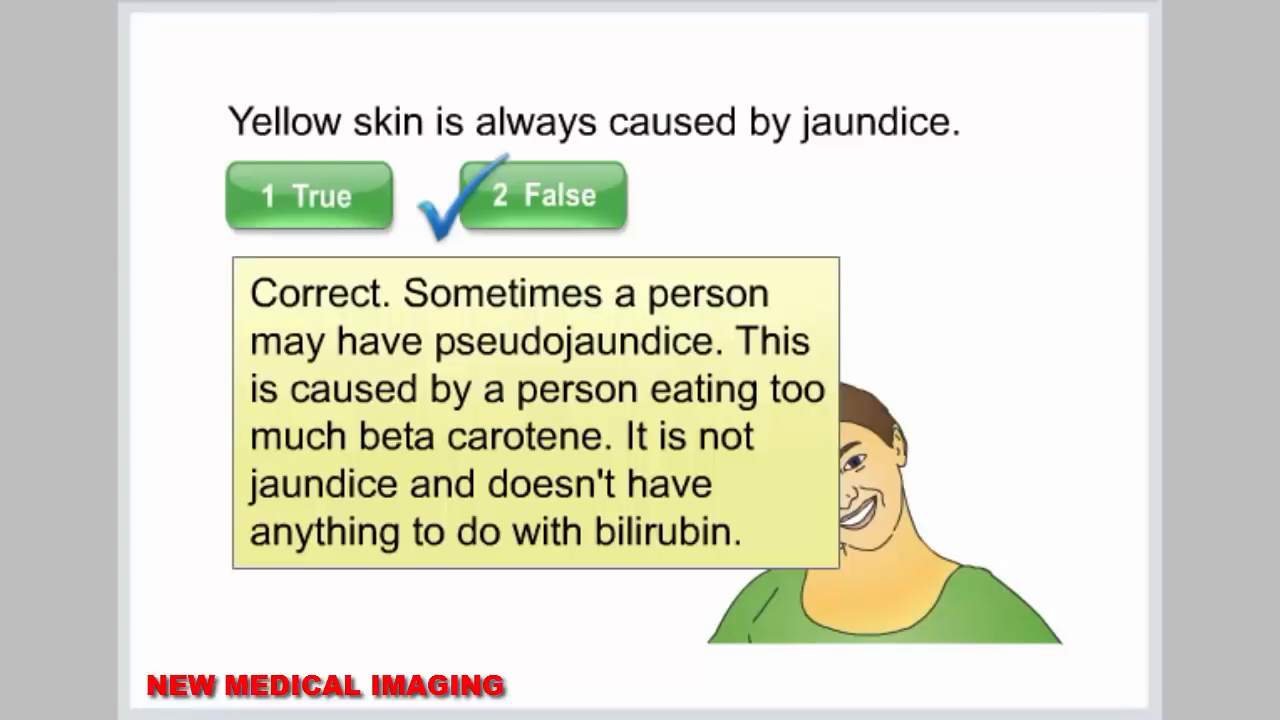 Yellow skin is always caused by jaundice.
1 True
2 False
Correct. Sometimes a person
may have pseudojaundice. This
is caused by a person eating too
much beta carotene. It is not
jaundice and doesn't have
anything to do with bilirubin.
NEW MEDICAL IMAGING